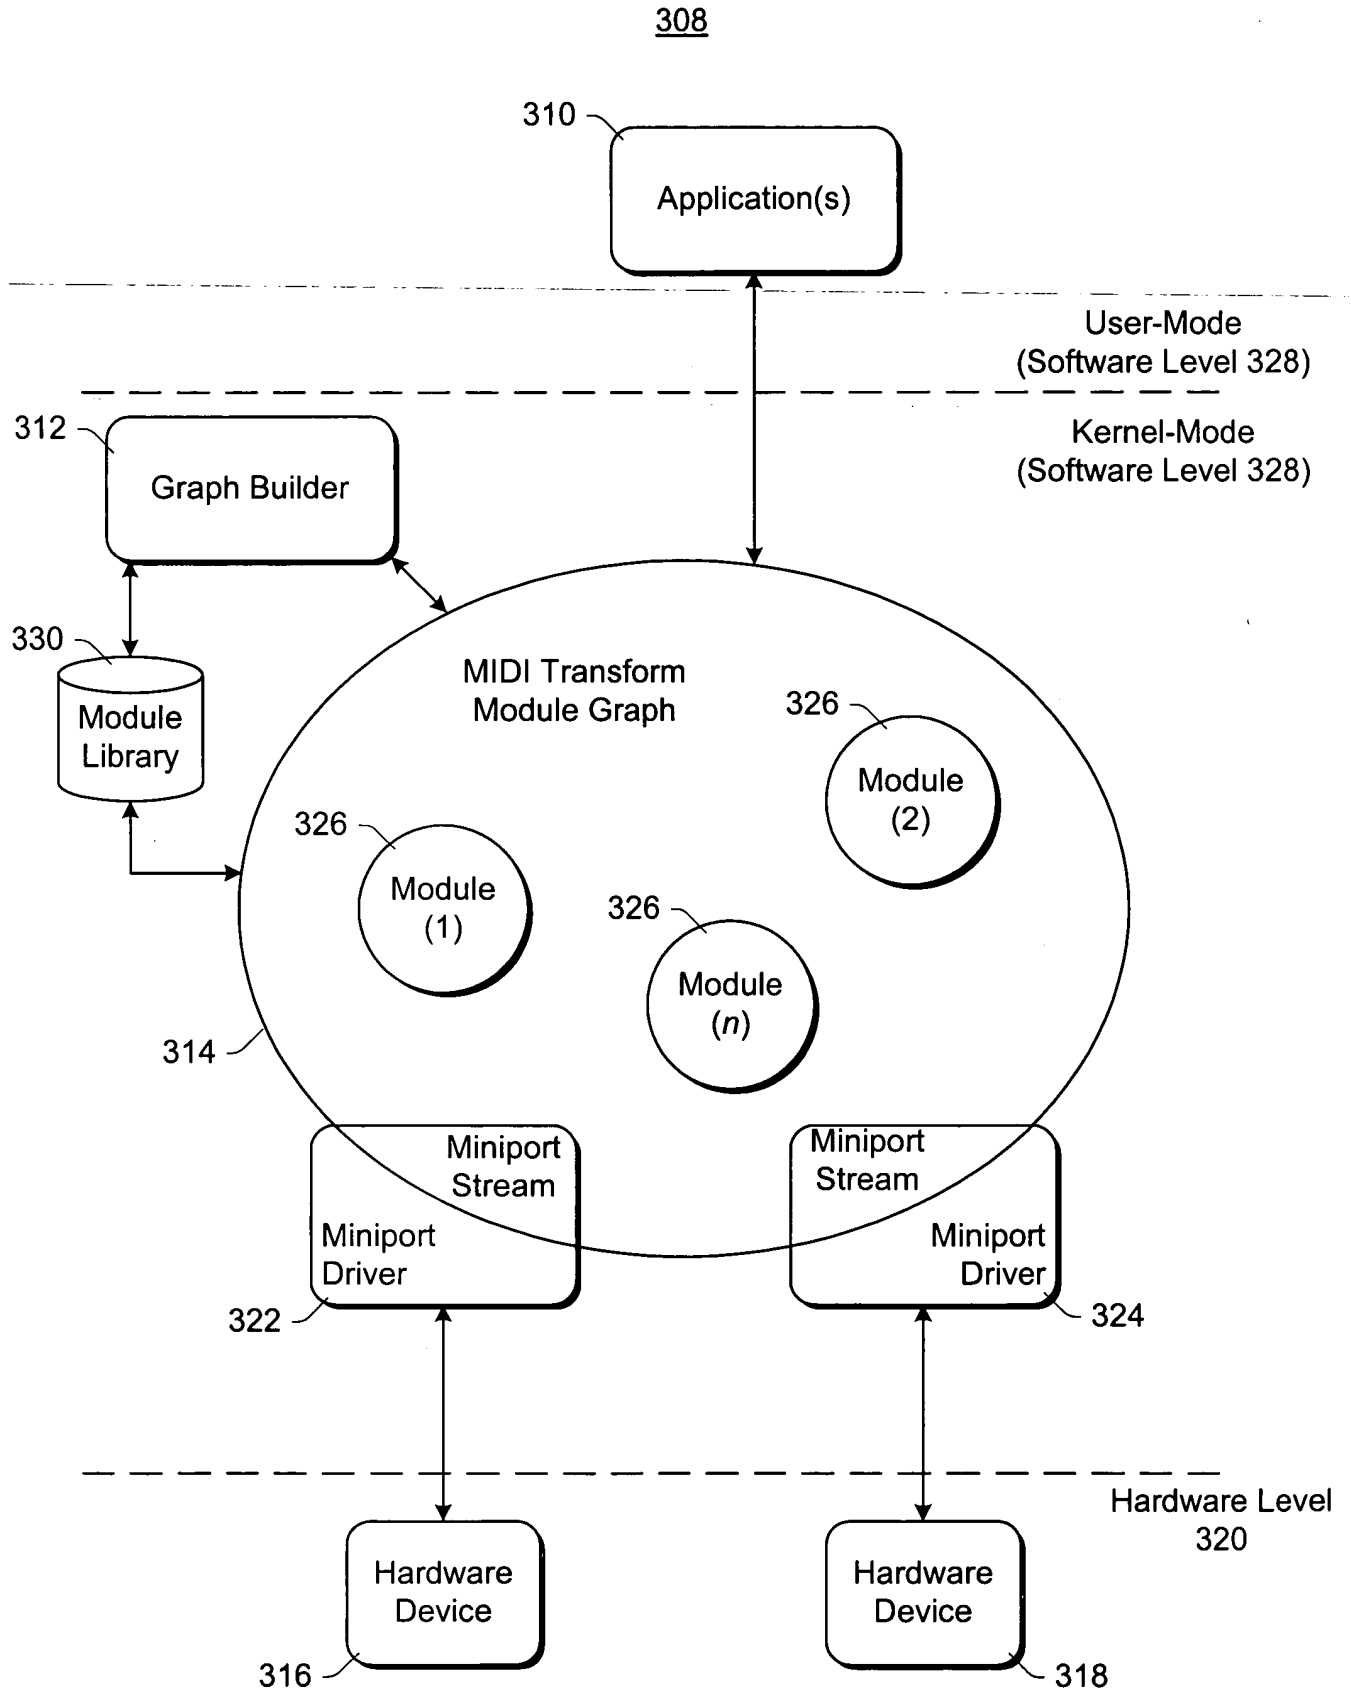 308
310
Application(s)
User-Mode
(Software Level 328)
312
Kernel-Mode
(Software Level 328)
Graph Builder
330
Module
Library
MIDI Transform
Module Graph
326
Module
(2)
326
Module
(1)
326
Module
(n)
314
Miniport
Stream
Miniport
Driver
322
Miniport
Stream
Miniport
Driver
324
Hardware Level
320
Hardware
Device
316
Hardware
Device
318